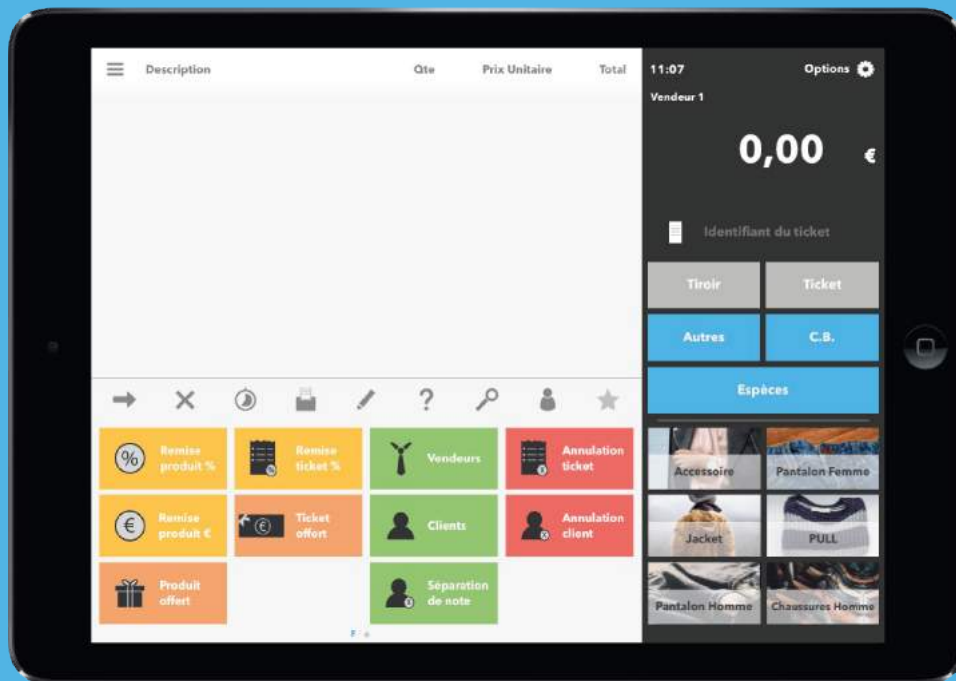 Description Qte Prix Unitaire Total
11:07 Options
Vendeur 1
0,00 €
Identifiant du ticket
Tiroir Ticket
Autres C.B.
Espèces
Remise
produit %
Remise
ticket %
Vendeurs
Annulation
ticket
Remise
produit €
Ticket
offert
Clients
Annulation
client
Produit
offert
Séparation
de note
Accessoire Pantalon Femme
Jacket PULL
Pantalon Homme Chaussures Homme